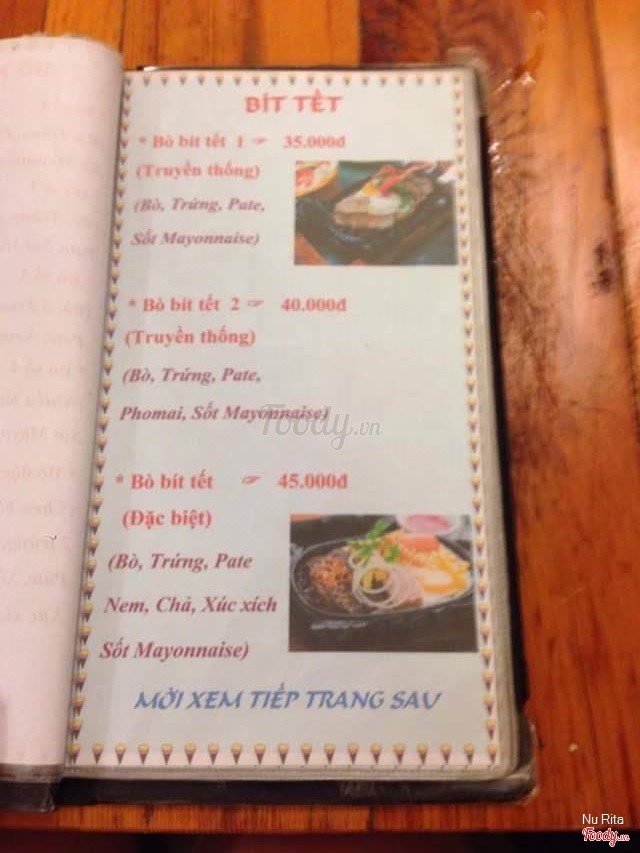 BÍT TẾT
* Bò bít tết 1 ☞ 35.000đ
(Truyền thống)
(Bò, Trứng, Pate,
Sốt Mayonnaise)
* Bò bít tết 2 ☞ 40.000đ
(Truyền thống)
(Bò, Trứng, Pate,
Phomai, Sốt Mayonnaise)
Foody.vn
* Bò bít tết ☞ 45.000đ
(Đặc biệt)
(Bò, Trứng, Pate
Nem, Chả, Xúc xích
Sốt Mayonnaise)
MỜI XEM TIẾP TRANG SAU
Nu Rita
Foody.vn